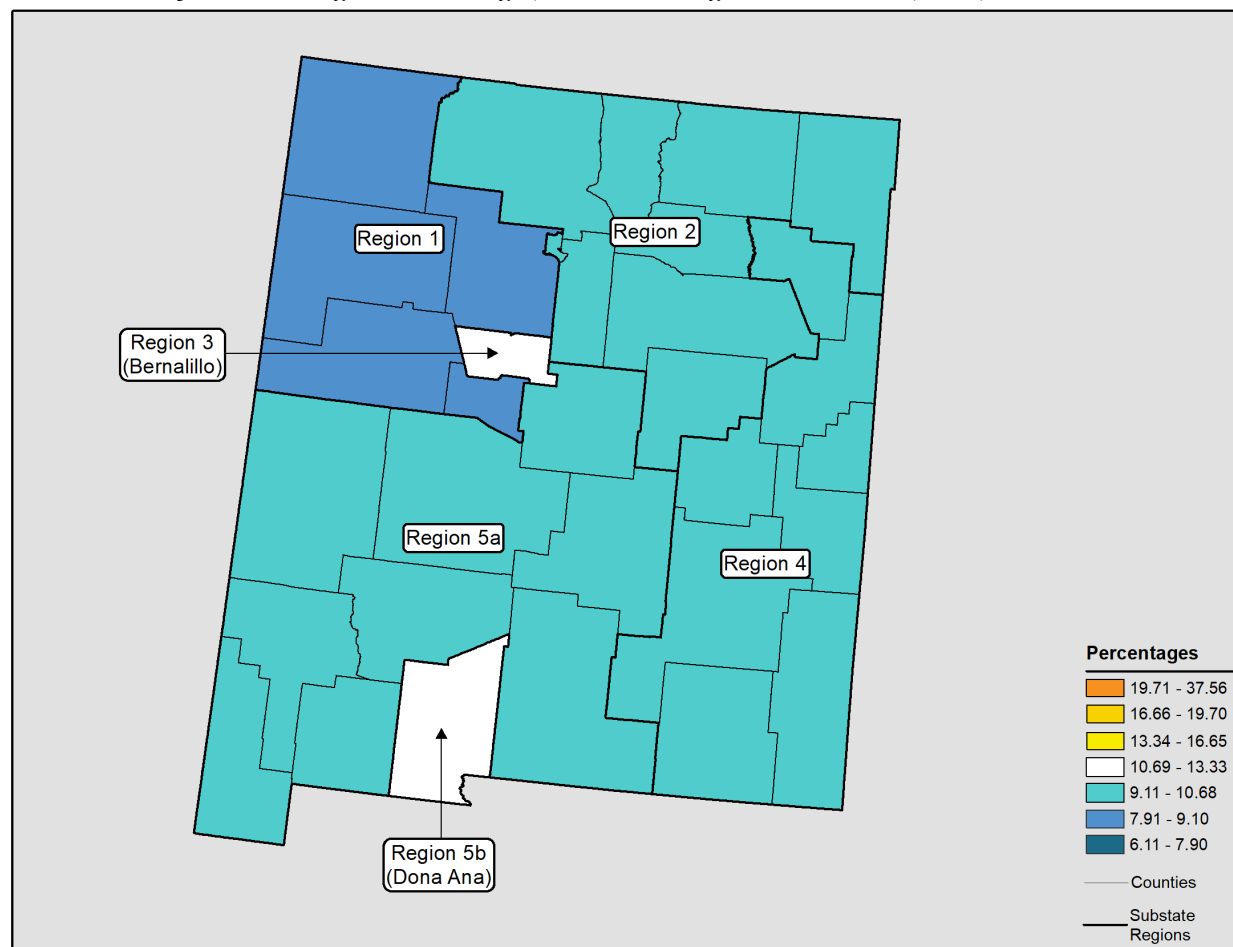 Region 1
Region 2
Region 3
(Bernalillo)
Region 5a
Region 4
Region 5b
(Dona Ana)
Percentages
19.71 - 37.56
16.66 - 19.70
13.34 - 16.65
10.69 - 13.33
9.11 - 10.68
7.91 - 9.10
6.11 - 7.90
Counties
Substate
Regions